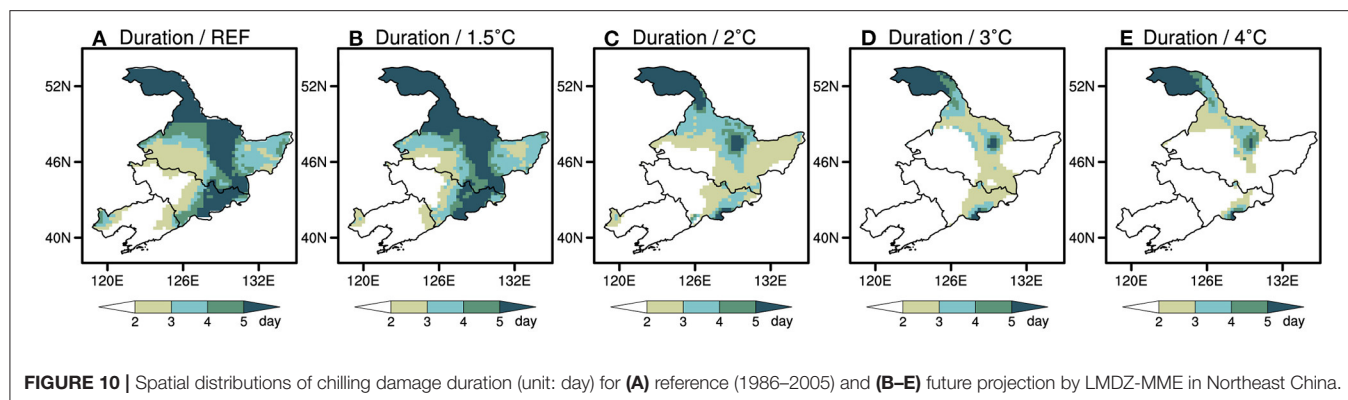 A Duration / REF
B Duration / 1.5°C
C Duration / 2°C
D Duration / 3°C
E Duration / 4°C
52N
46N
40N
120E 126E 132E
2 3 4 5 day
52N
46N
40N
120E 126E 132E
2 3 4 5 day
52N
46N
40N
120E 126E 132E
2 3 4 5 day
52N
46N
40N
120E 126E 132E
2 3 4 5 day
52N
46N
40N
120E 126E 132E
2 3 4 5 day
FIGURE 10 | Spatial distributions of chilling damage duration (unit: day) for (A) reference (1986–2005) and (B–E) future projection by LMDZ-MME in Northeast China.